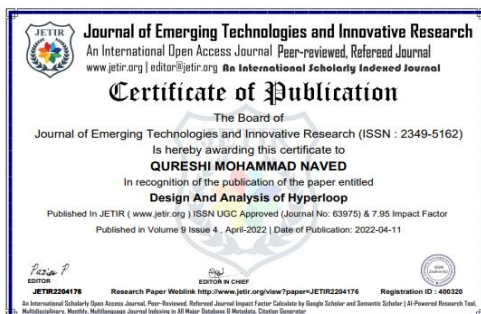 JETIR
Journal of Emerging Technologies and Innovative Research
An International Open Access Journal Peer-reviewed, Refereed Journal
www.jetir.org | editor@jetir.org An International Scholarly Indexed Journal
Certificate of Publication
The Board of
Journal of Emerging Technologies and Innovative Research (ISSN : 2349-5162)
Is hereby awarding this certificate to
QURESHI MOHAMMAD NAVED
In recognition of the publication of the paper entitled
Design And Analysis of Hyperloop
Published In JETIR ( www.jetir.org ) ISSN UGC Approved (Journal No: 63975) & 7.95 Impact Factor
Published in Volume 9 Issue 4 , April-2022 | Date of Publication: 2022-04-11
EDITOR
EDITOR IN CHIEF
JETIR2204176
Research Paper Weblink http://www.jetir.org/view?paper=JETIR2204176
Registration ID : 400320
An International Scholarly Open Access Journal, Peer-Reviewed, Refereed Journal Impact Factor Calculate by Google Scholar and Semantic Scholar | AI-Powered Research Tool,
Multidisciplinary, Monthly, Multilanguage Journal Indexing in All Major Database & Metadata, Citation Generator